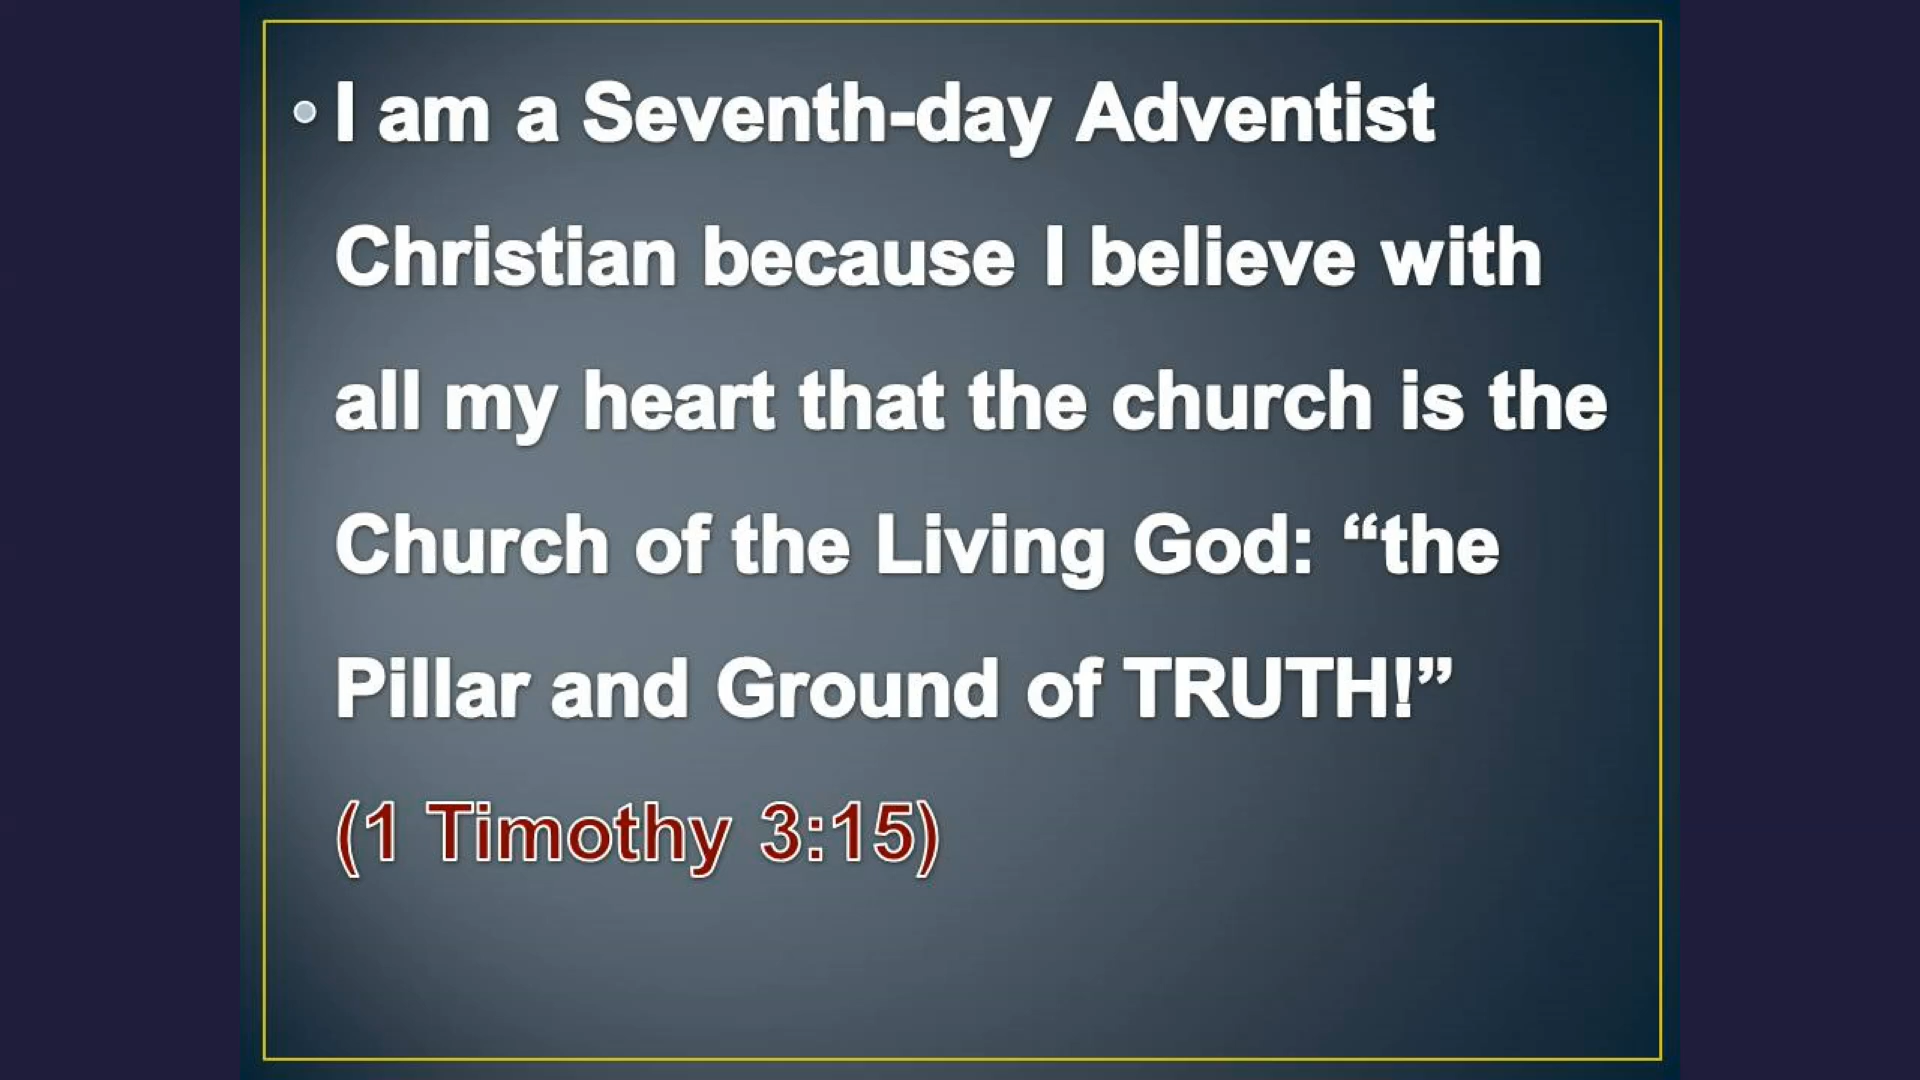 • I am a Seventh-day Adventist
Christian because I believe with
all my heart that the church is the
Church of the Living God: “the
Pillar and Ground of TRUTH!”
(1 Timothy 3:15)